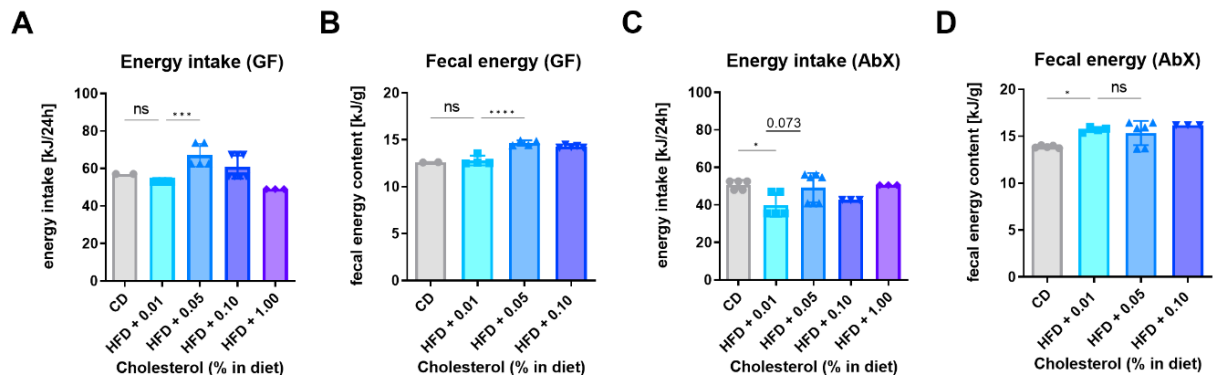 A
Energy intake (GF)
energy intake [kJ/24h]
100
80
60
40
20
0
ns
***
CD
HFD + 0.01
HFD + 0.05
HFD + 0.10
HFD + 1.00
Cholesterol (% in diet)
B
Fecal energy (GF)
fecal energy content [kJ/g]
20
15
10
5
0
ns
****
CD
HFD + 0.01
HFD + 0.05
HFD + 0.10
Cholesterol (% in diet)
C
Energy intake (AbX)
energy intake [kJ/24h]
100
80
60
40
20
0
*
0.073
CD
HFD + 0.01
HFD + 0.05
HFD + 0.10
HFD + 1.00
Cholesterol (% in diet)
D
Fecal energy (AbX)
fecal energy content [kJ/g]
20
15
10
5
0
*
ns
CD
HFD + 0.01
HFD + 0.05
HFD + 0.10
Cholesterol (% in diet)